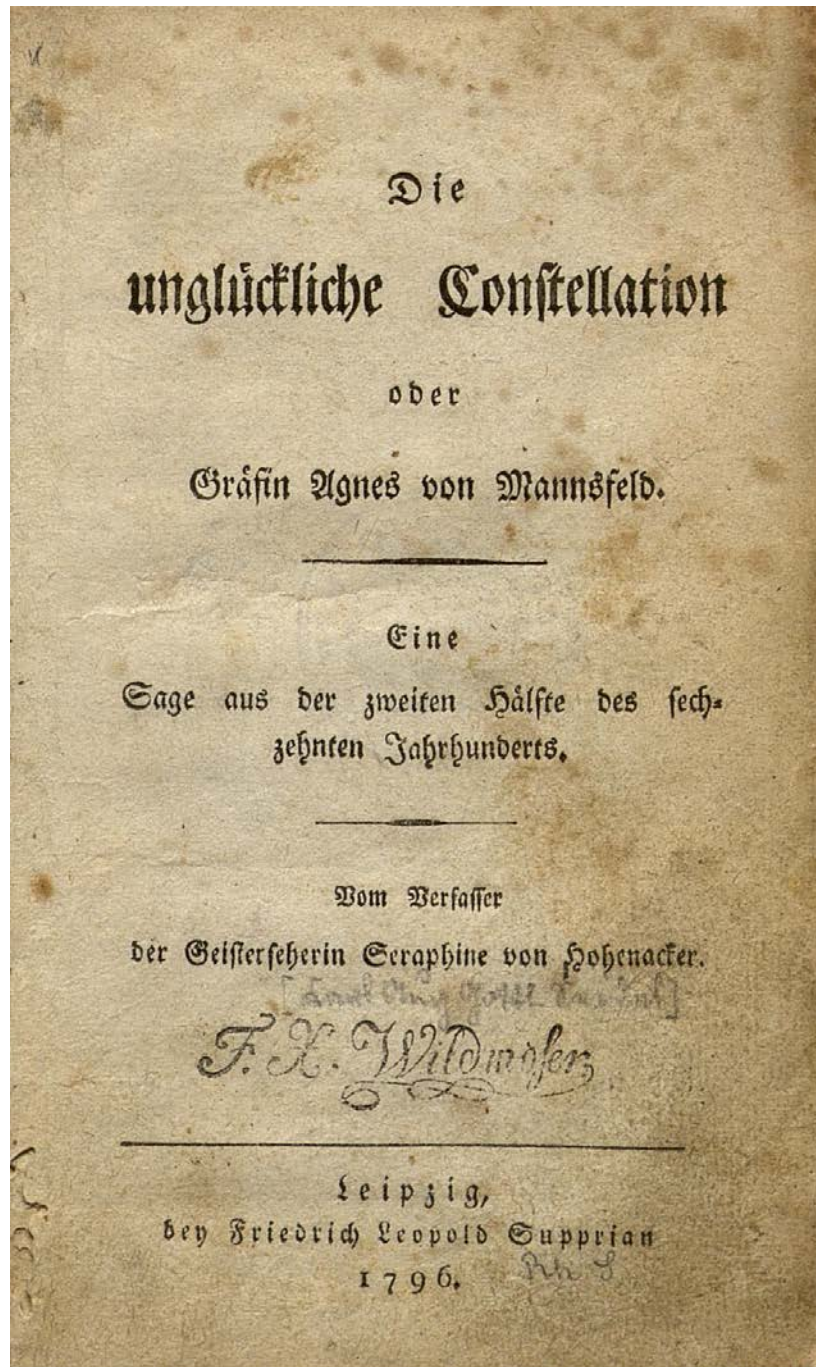 Die
unglückliche Constellation
oder
Gräfin Agnes von Mannsfeld.
Eine
Sage aus der zweiten Hälfte des sech-
zehnten Jahrhunderts.
Vom Verfasser
der Geisterseherin Seraphine von Hohenacker.
F. X. Wildmoser
Leipzig,
bey Friedrich Leopold Supprian
1796.